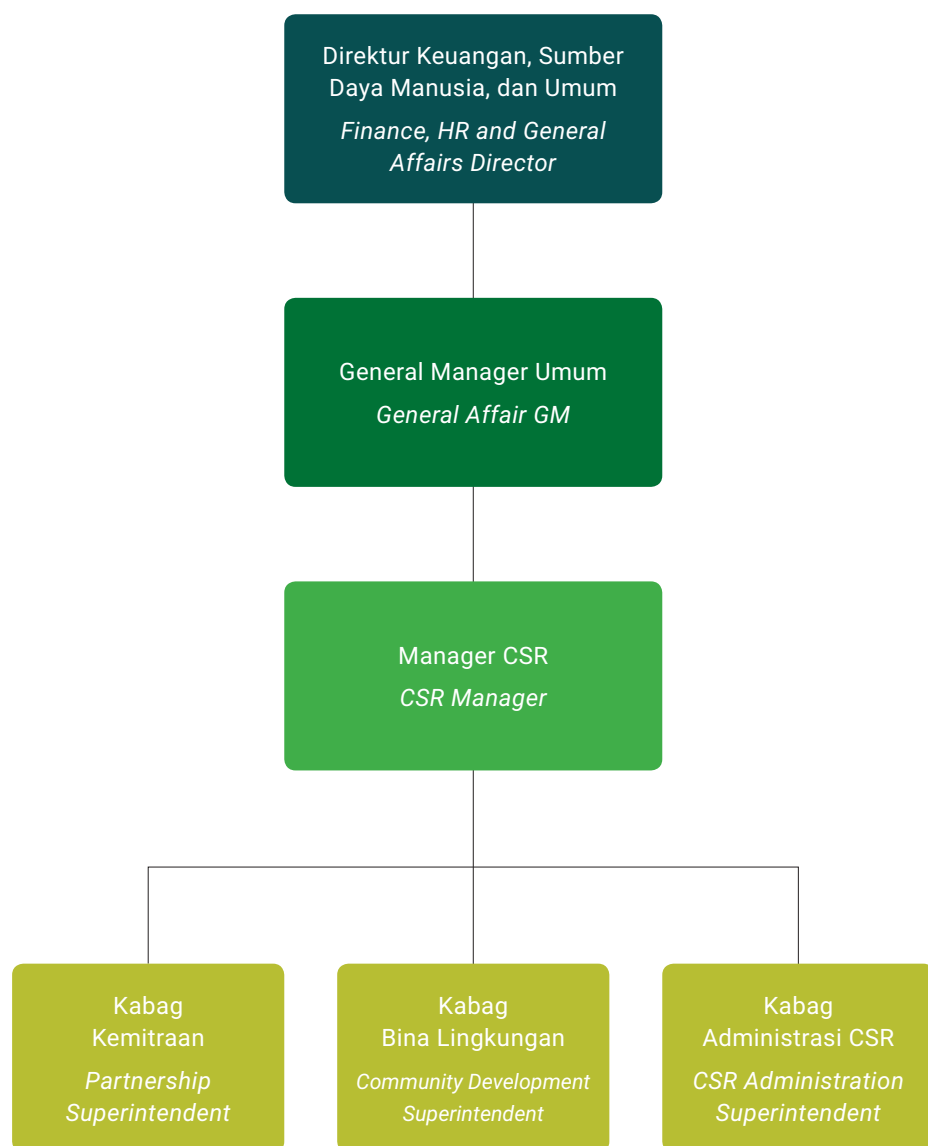 Direktur Keuangan, Sumber
Daya Manusia, dan Umum
Finance, HR and General
Affairs Director
General Manager Umum
General Affair GM
Manager CSR
CSR Manager
Kabag
Kemitraan
Partnership
Superintendent
Kabag
Bina Lingkungan
Community Development
Superintendent
Kabag
Administrasi CSR
CSR Administration
Superintendent